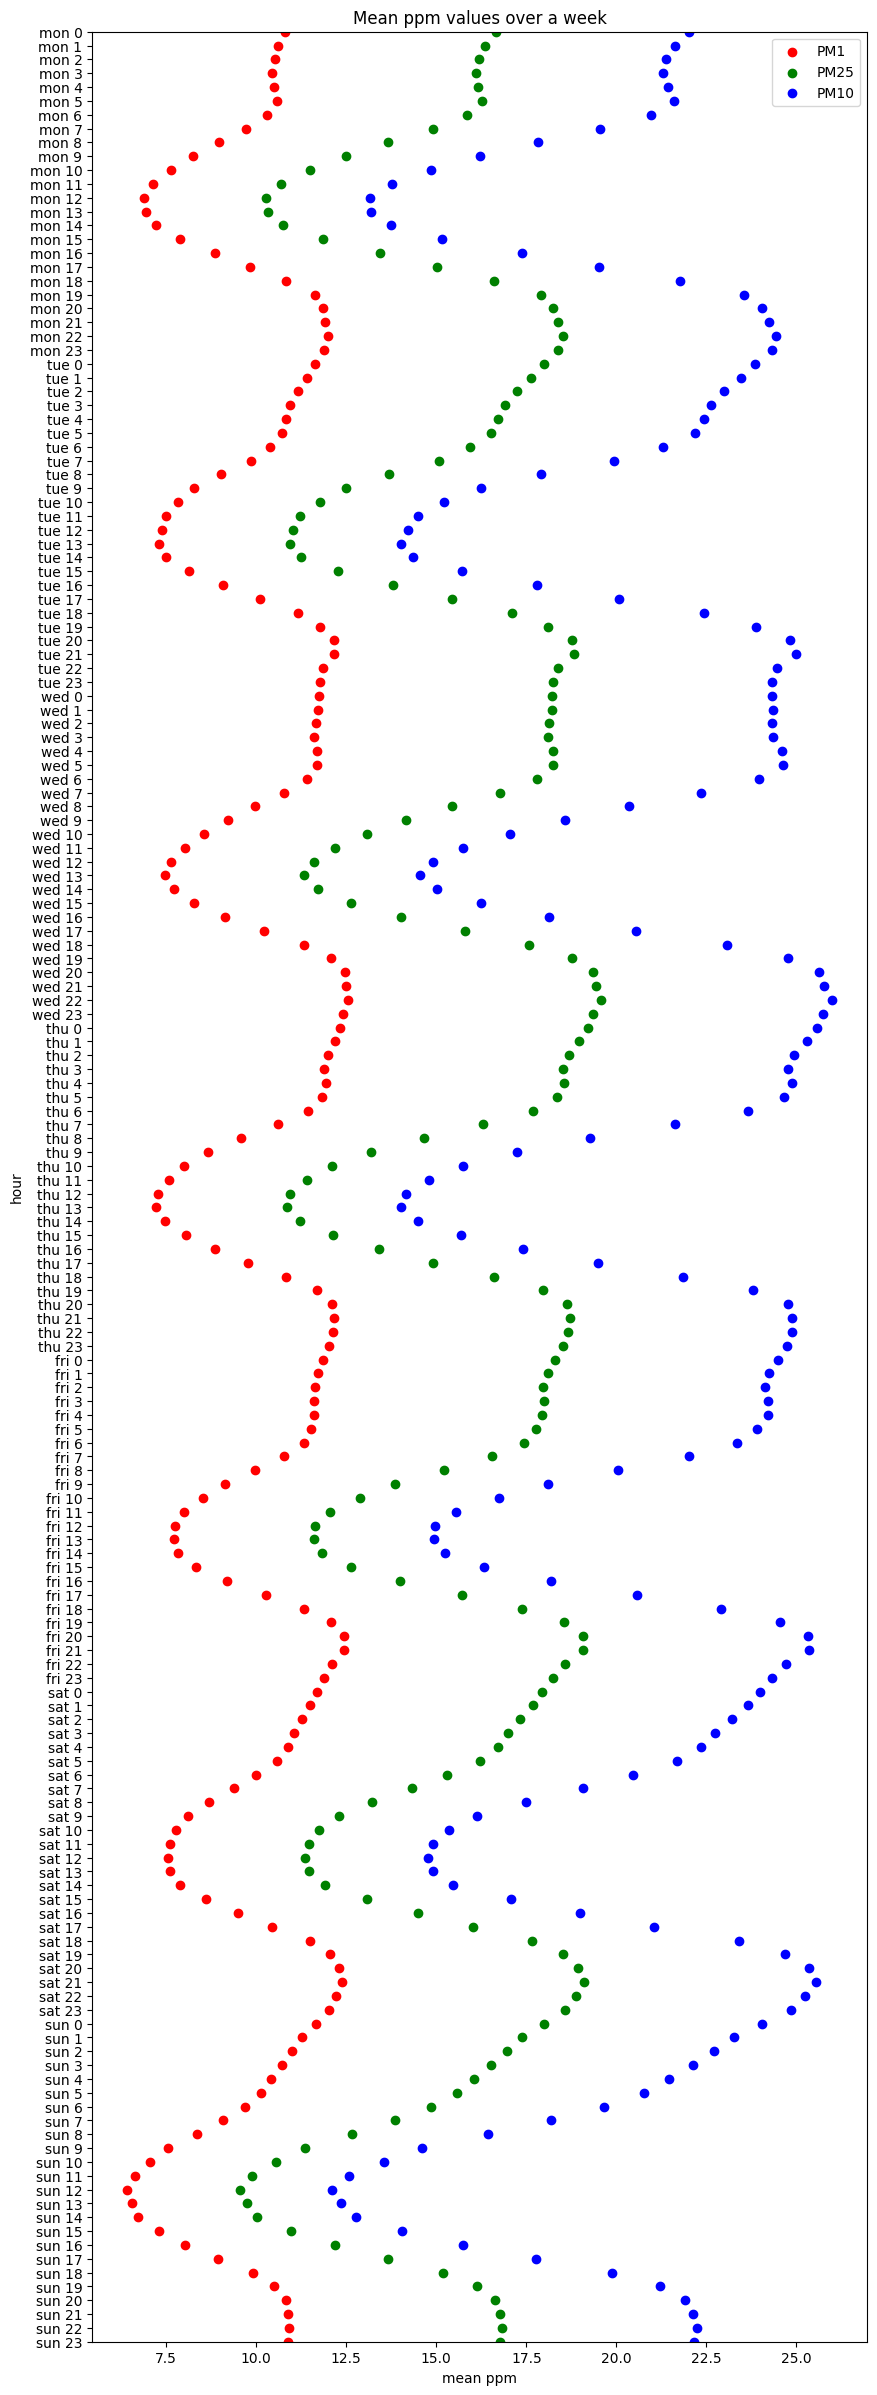 Mean ppm values over a week
PM1
PM25
PM10
mon 0
mon 1
mon 2
mon 3
mon 4
mon 5
mon 6
mon 7
mon 8
mon 9
mon 10
mon 11
mon 12
mon 13
mon 14
mon 15
mon 16
mon 17
mon 18
mon 19
mon 20
mon 21
mon 22
mon 23
tue 0
tue 1
tue 2
tue 3
tue 4
tue 5
tue 6
tue 7
tue 8
tue 9
tue 10
tue 11
tue 12
tue 13
tue 14
tue 15
tue 16
tue 17
tue 18
tue 19
tue 20
tue 21
tue 22
tue 23
wed 0
wed 1
wed 2
wed 3
wed 4
wed 5
wed 6
wed 7
wed 8
wed 9
wed 10
wed 11
wed 12
wed 13
wed 14
wed 15
wed 16
wed 17
wed 18
wed 19
wed 20
wed 21
wed 22
wed 23
thu 0
thu 1
thu 2
thu 3
thu 4
thu 5
thu 6
thu 7
thu 8
thu 9
thu 10
thu 11
thu 12
thu 13
thu 14
thu 15
thu 16
thu 17
thu 18
thu 19
thu 20
thu 21
thu 22
thu 23
fri 0
fri 1
fri 2
fri 3
fri 4
fri 5
fri 6
fri 7
fri 8
fri 9
fri 10
fri 11
fri 12
fri 13
fri 14
fri 15
fri 16
fri 17
fri 18
fri 19
fri 20
fri 21
fri 22
fri 23
sat 0
sat 1
sat 2
sat 3
sat 4
sat 5
sat 6
sat 7
sat 8
sat 9
sat 10
sat 11
sat 12
sat 13
sat 14
sat 15
sat 16
sat 17
sat 18
sat 19
sat 20
sat 21
sat 22
sat 23
sun 0
sun 1
sun 2
sun 3
sun 4
sun 5
sun 6
sun 7
sun 8
sun 9
sun 10
sun 11
sun 12
sun 13
sun 14
sun 15
sun 16
sun 17
sun 18
sun 19
sun 20
sun 21
sun 22
sun 23
hour
7.5 10.0 12.5 15.0 17.5 20.0 22.5 25.0
mean ppm